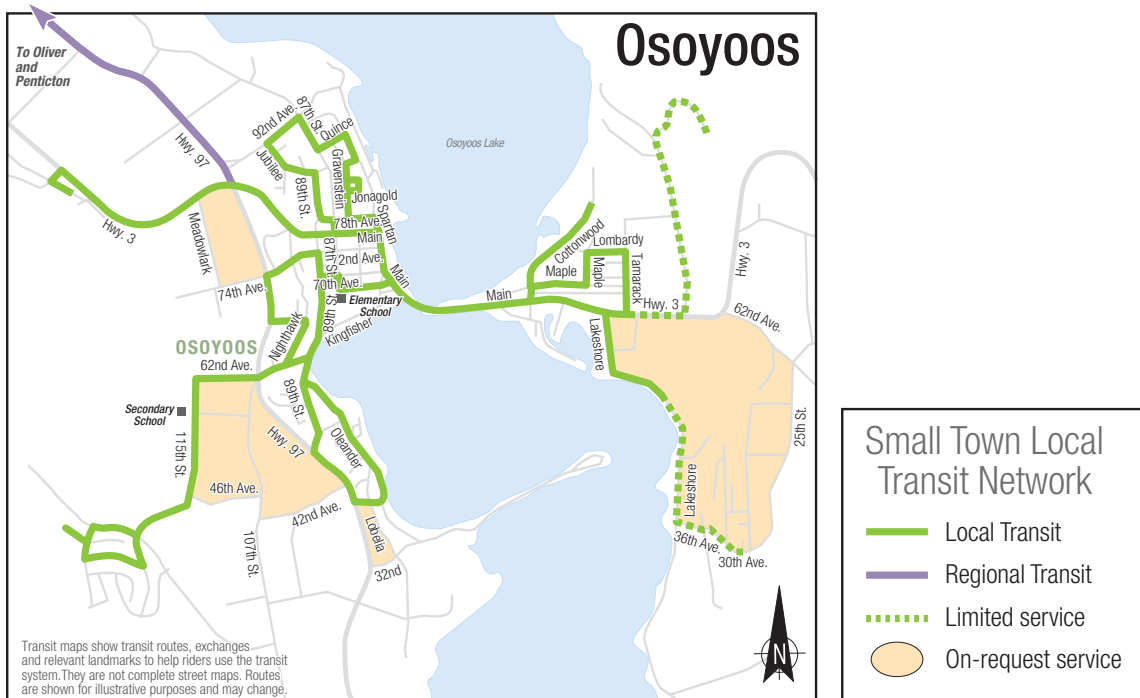 Osoyoos
To Oliver
and
Penticton
Hwy. 97
92nd Ave.
87th St.
Quince
Jubilee
Gravenstein
89th St.
Jonagold
Spartan
78th Ave.
Main
87th St.
72nd Ave.
Main
70th Ave.
Elementary
School
89th St.
Kingfisher
Hwy. 3
Meadowlark
74th Ave.
Nighthawk
OSOYOOS
62nd Ave.
Secondary
School
115th St.
89th St.
Oleander
Hwy. 97
46th Ave.
42nd Ave.
Lobelia
107th St.
32nd
Osoyoos Lake
Main
Cottonwood
Maple
Maple
Lombardy
Tamarack
Hwy. 3
Hwy. 3
62nd Ave.
Lakeshore
25th St.
Lakeshore
36th Ave.
30th Ave.
N
Transit maps show transit routes, exchanges
and relevant landmarks to help riders use the transit
system.They are not complete street maps. Routes
are shown for illustrative purposes and may change.
Small Town Local
Transit Network
Local Transit
Regional Transit
Limited service
On-request service